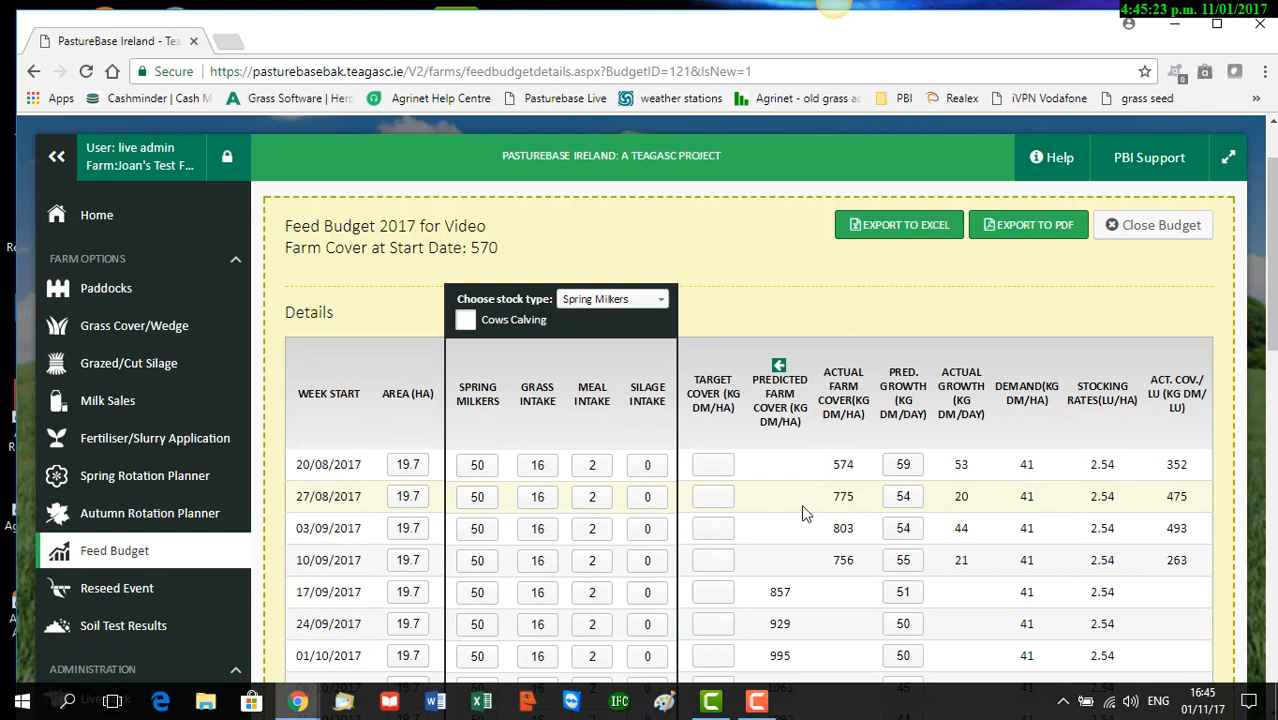 4:45:23 p.m. 11/01/2017
PastureBase Ireland - Tea
Secure
https://pasturebasebak.teagasc.ie/V2/farms/feedbudgetdetails.aspx?BudgetID=121&IsNew=1
Apps
Cashminder | Cash M
Grass Software | Herd
Agrinet Help Centre
Pasturebase Live
weather stations
Agrinet - old grass ac
PBI
Realex
iVPN Vodafone
grass seed
User: live admin
Farm:Joan's Test F...
PASTUREBASE IRELAND: A TEAGASC PROJECT
Help
PBI Support
Home
FARM OPTIONS
Paddocks
Grass Cover/Wedge
Grazed/Cut Silage
Milk Sales
Fertiliser/Slurry Application
Spring Rotation Planner
Autumn Rotation Planner
Feed Budget
Reseed Event
Soil Test Results
ADMINISTRATION
Feed Budget 2017 for Video
Farm Cover at Start Date: 570
EXPORT TO EXCEL
EXPORT TO PDF
Close Budget
Details
Choose stock type: Spring Milkers
Cows Calving
WEEK START AREA (HA) SPRING MILKERS GRASS INTAKE MEAL INTAKE SILAGE INTAKE TARGET COVER (KG DM/HA) PREDICTED FARM COVER (KG DM/HA) ACTUAL FARM COVER(KG DM/HA) PRED. GROWTH (KG DM/DAY) ACTUAL GROWTH (KG DM/DAY) DEMAND(KG DM/HA) STOCKING RATES(LU/HA) ACT. COV./ LU (KG DM/ LU)
20/08/2017 19.7 50 16 2 0 574 59 53 41 2.54 352
27/08/2017 19.7 50 16 2 0 775 54 20 41 2.54 475
03/09/2017 19.7 50 16 2 0 803 54 44 41 2.54 493
10/09/2017 19.7 50 16 2 0 756 55 21 41 2.54 263
17/09/2017 19.7 50 16 2 0 857 51 41 2.54
24/09/2017 19.7 50 16 2 0 929 50 41 2.54
01/10/2017 19.7 50 16 2 0 995 50 41 2.54
IFC
ENG
16:45
01/11/17